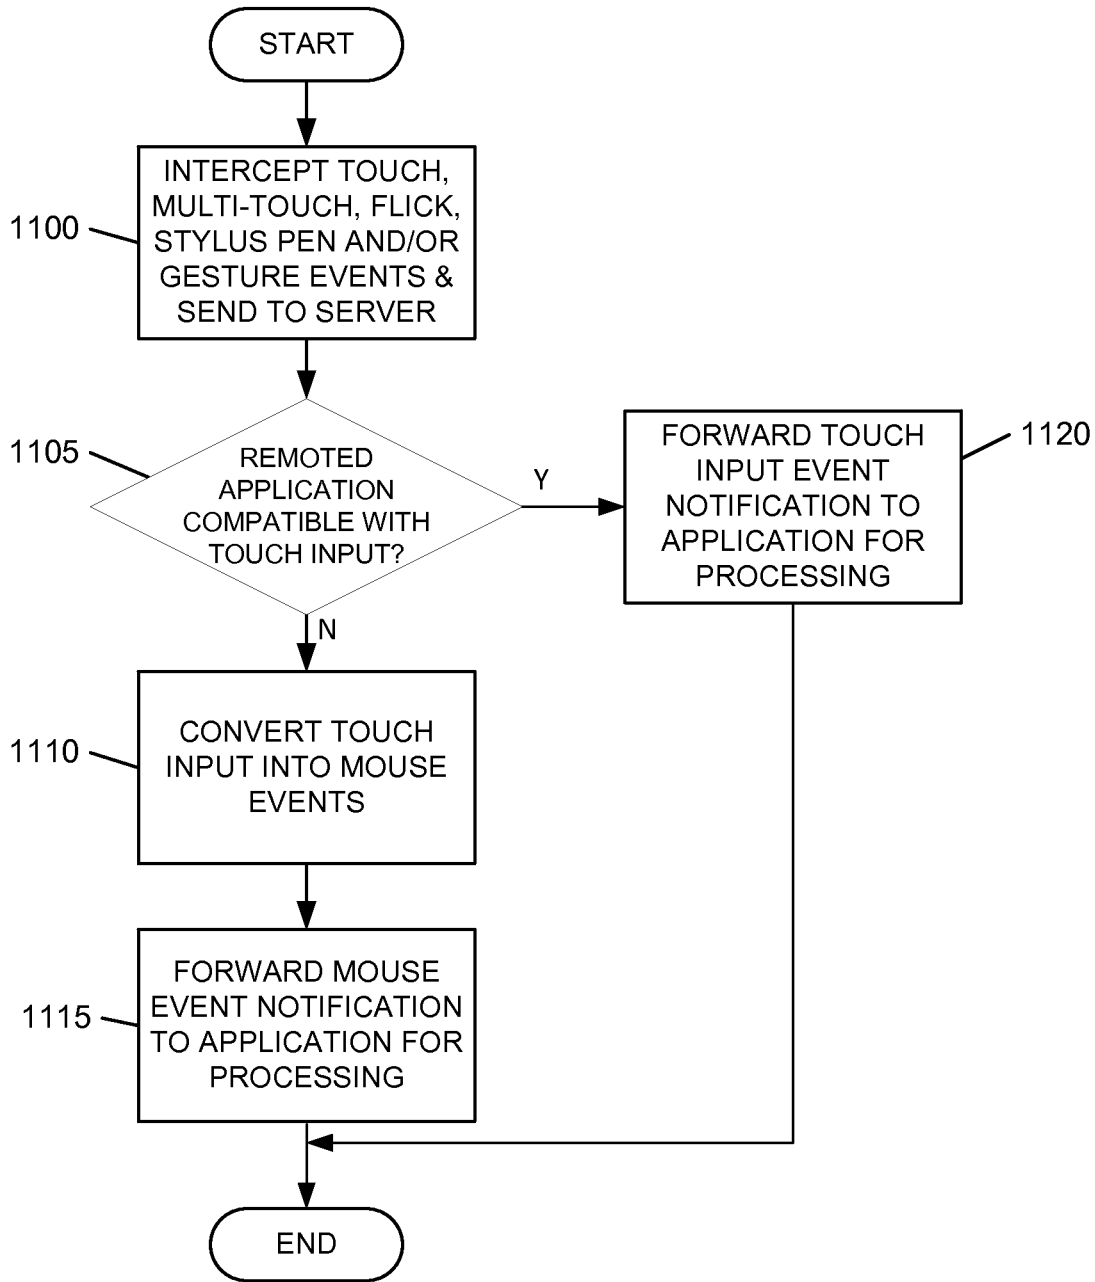 START
INTERCEPT TOUCH,
MULTI-TOUCH, FLICK,
STYLUS PEN AND/OR
GESTURE EVENTS &
SEND TO SERVER
1100
REMOTED
APPLICATION
COMPATIBLE WITH
TOUCH INPUT?
1105
Y
FORWARD TOUCH
INPUT EVENT
NOTIFICATION TO
APPLICATION FOR
PROCESSING
1120
N
CONVERT TOUCH
INPUT INTO MOUSE
EVENTS
1110
FORWARD MOUSE
EVENT NOTIFICATION
TO APPLICATION FOR
PROCESSING
1115
END